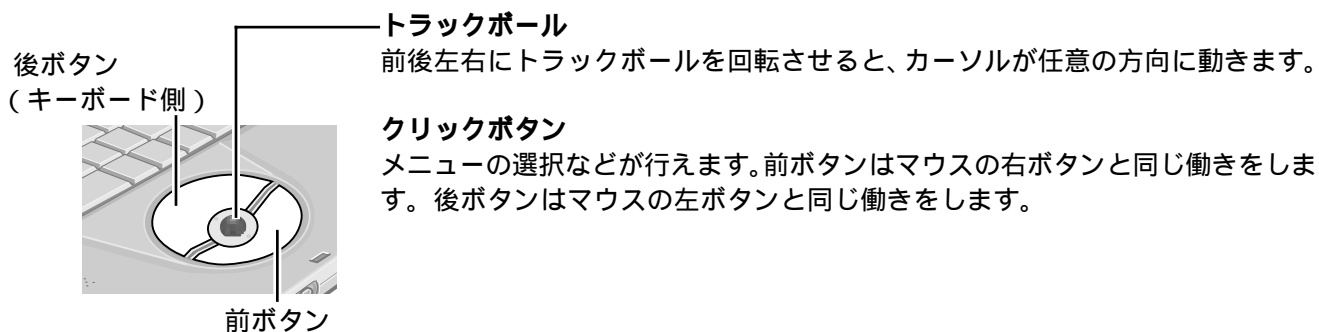 トラックボール
前後左右にトラックボールを回転させると、カーソルが任意の方向に動きます。
後ボタン
(キーボード側)
クリックボタン
メニューの選択などが行えます。前ボタンはマウスの右ボタンと同じ働きをしま
す。後ボタンはマウスの左ボタンと同じ働きをします。
前ボタン